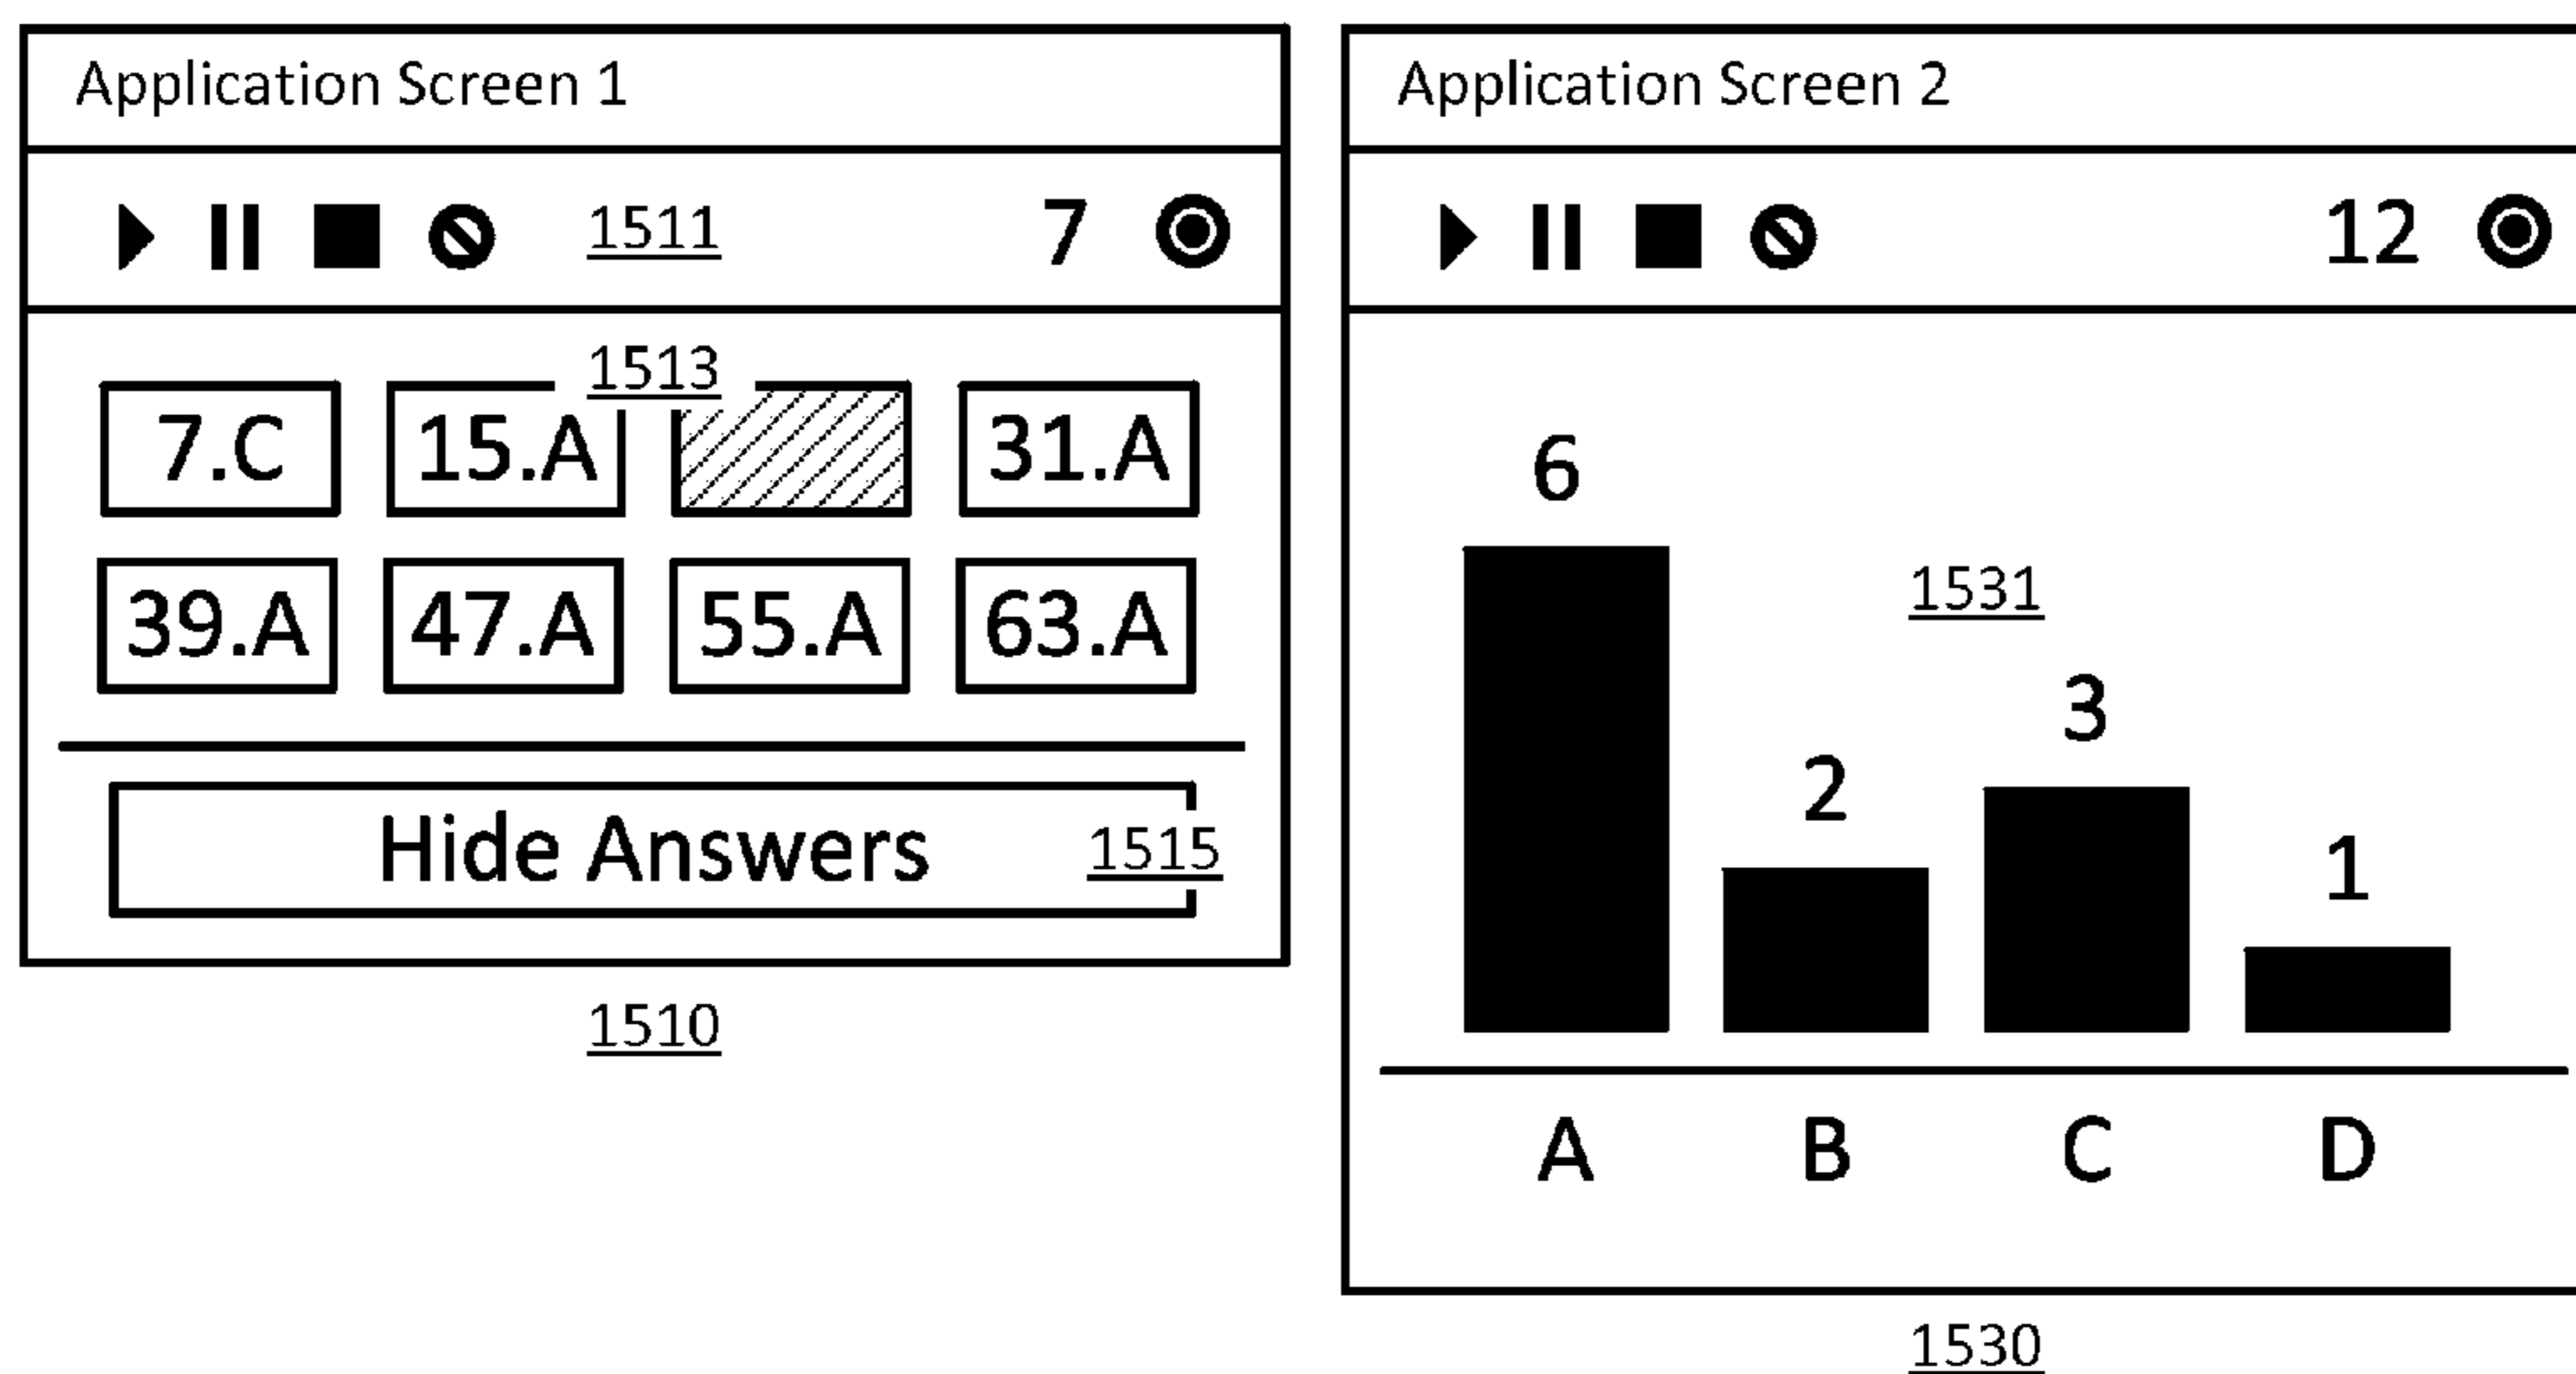 Application Screen 1
1511 7
1513
7.C 15.A 31.A
39.A 47.A 55.A 63.A
Hide Answers 1515
1510
Application Screen 2
12
6
1531
3
2
1
A B C D
1530